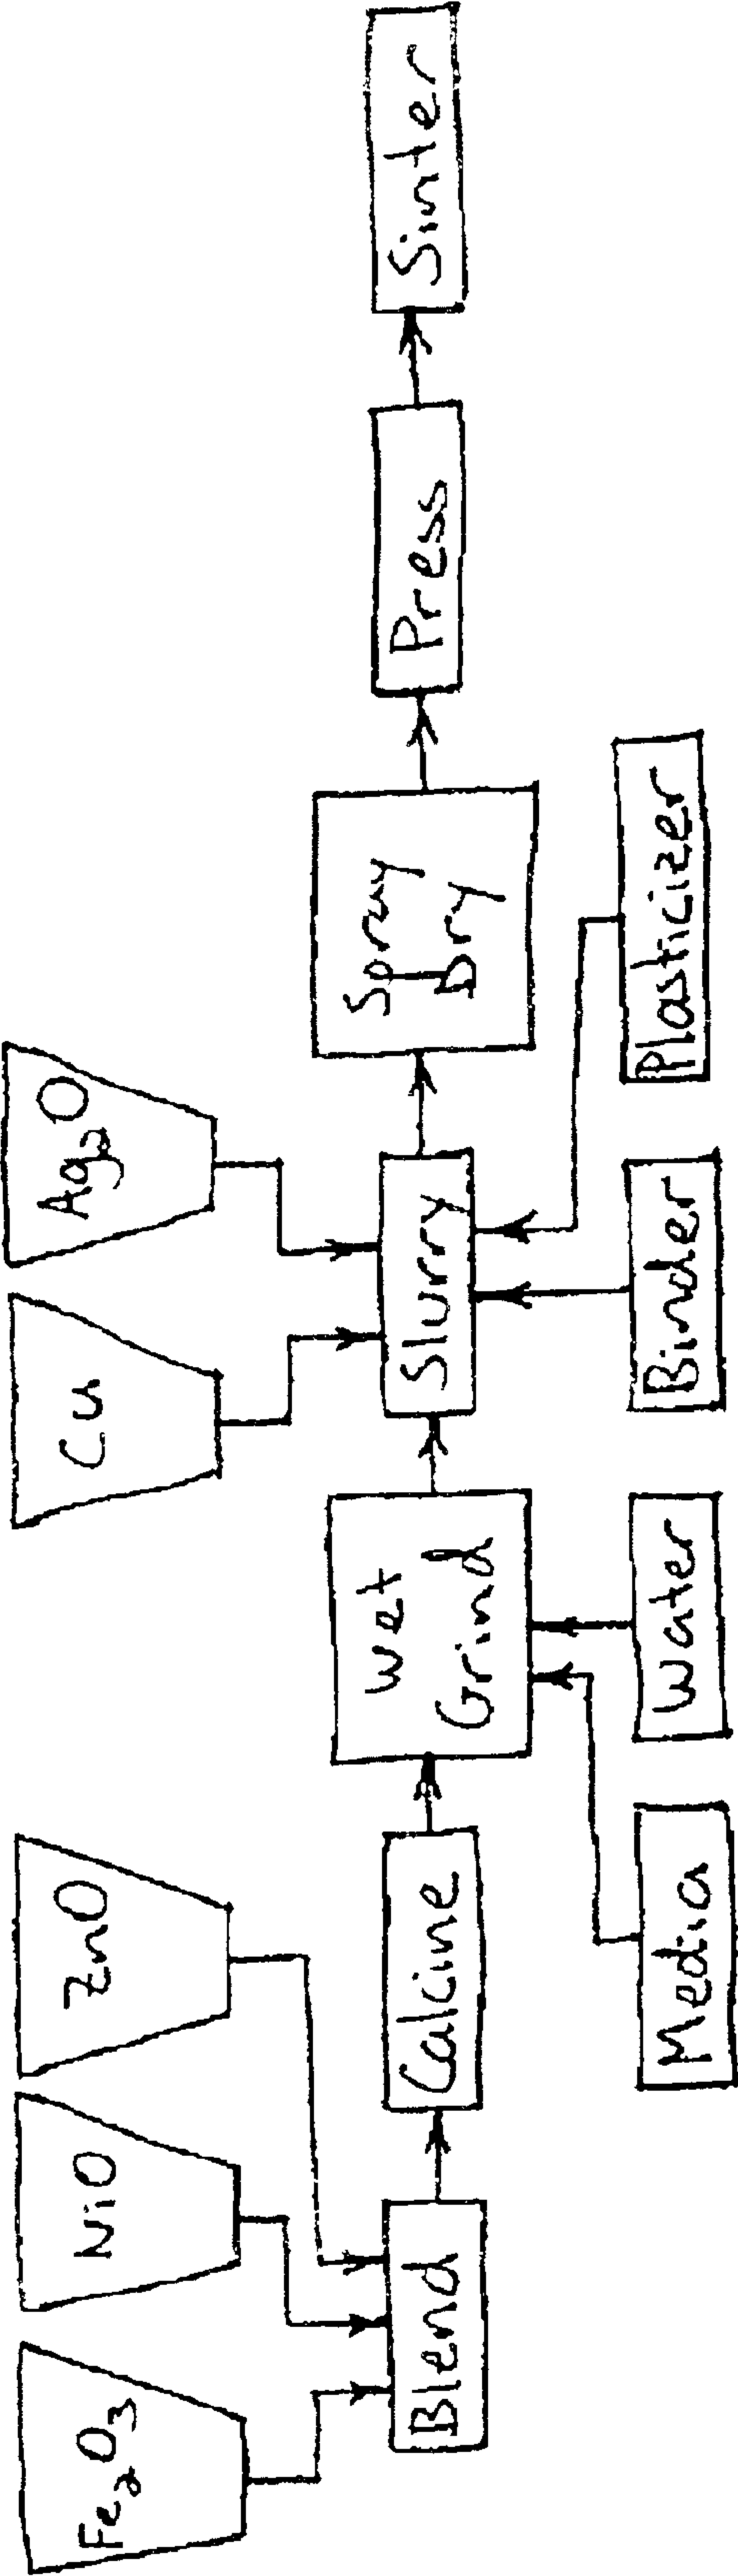 Fe2O3
NiO
ZnO
Cu
Ag2O
Blend
Calcine
Wet
Grind
Slurry
Spray
Dry
Press
Sinter
Media
Water
Binder
Plasticizer